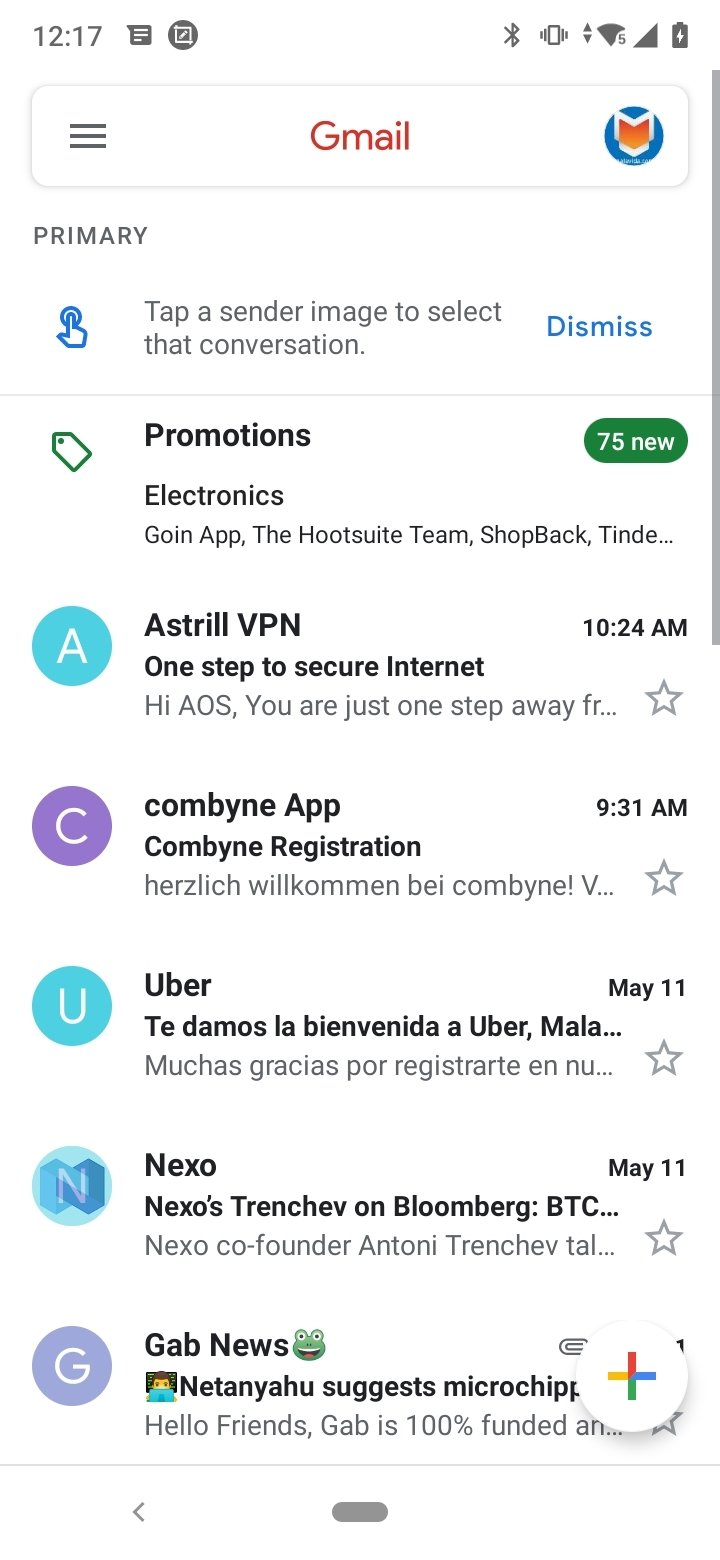 12:17
5
Gmail
PRIMARY
Tap a sender image to select
that conversation.
Dismiss
Promotions
75 new
Electronics
Goin App, The Hootsuite Team, ShopBack, Tinde…
A
Astrill VPN
10:24 AM
One step to secure Internet
Hi AOS, You are just one step away fr…
C
combyne App
9:31 AM
Combyne Registration
herzlich willkommen bei combyne! V…
U
Uber
May 11
Te damos la bienvenida a Uber, Mala…
Muchas gracias por registrarte en nu…
N
Nexo
May 11
Nexo’s Trenchev on Bloomberg: BTC…
Nexo co-founder Antoni Trenchev tal…
G
Gab News🐸
👨‍💻Netanyahu suggests microchipp
Hello Friends, Gab is 100% funded an…